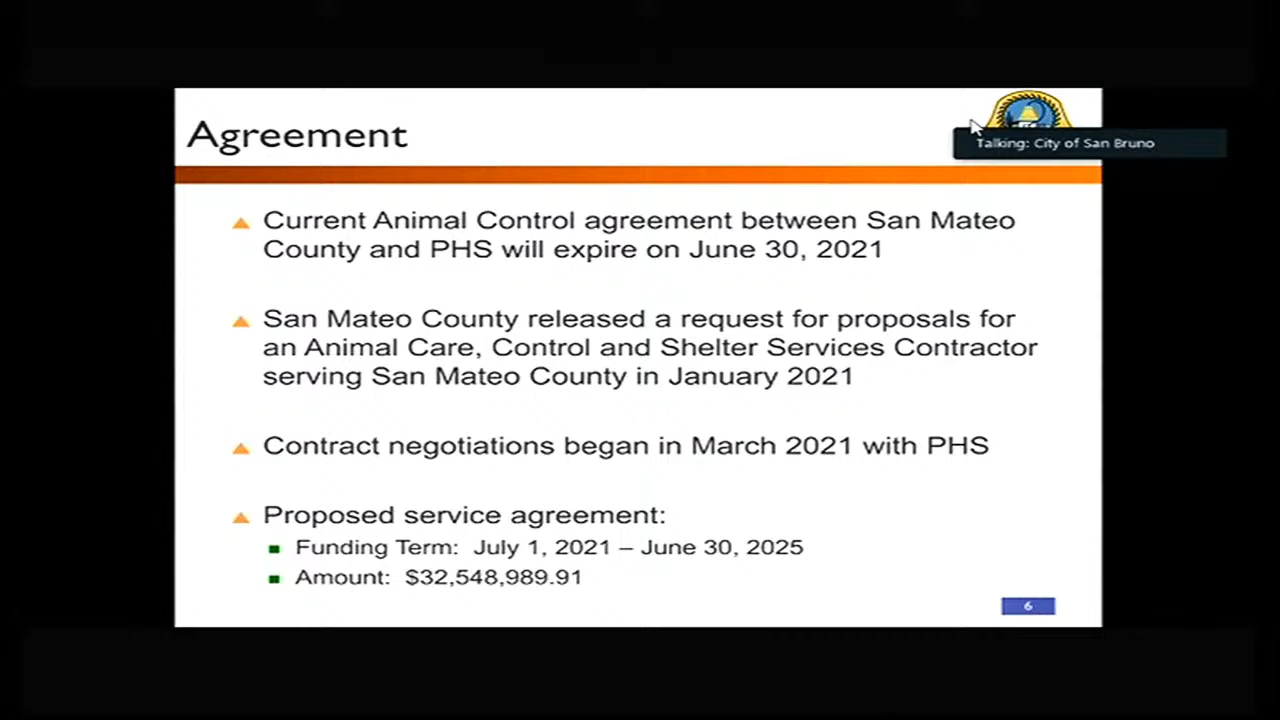 Agreement
Talking: City of San Bruno
Current Animal Control agreement between San Mateo
County and PHS will expire on June 30, 2021
San Mateo County released a request for proposals for
an Animal Care, Control and Shelter Services Contractor
serving San Mateo County in January 2021
Contract negotiations began in March 2021 with PHS
Proposed service agreement:
Funding Term: July 1, 2021 – June 30, 2025
Amount: $32,548,989.91
6